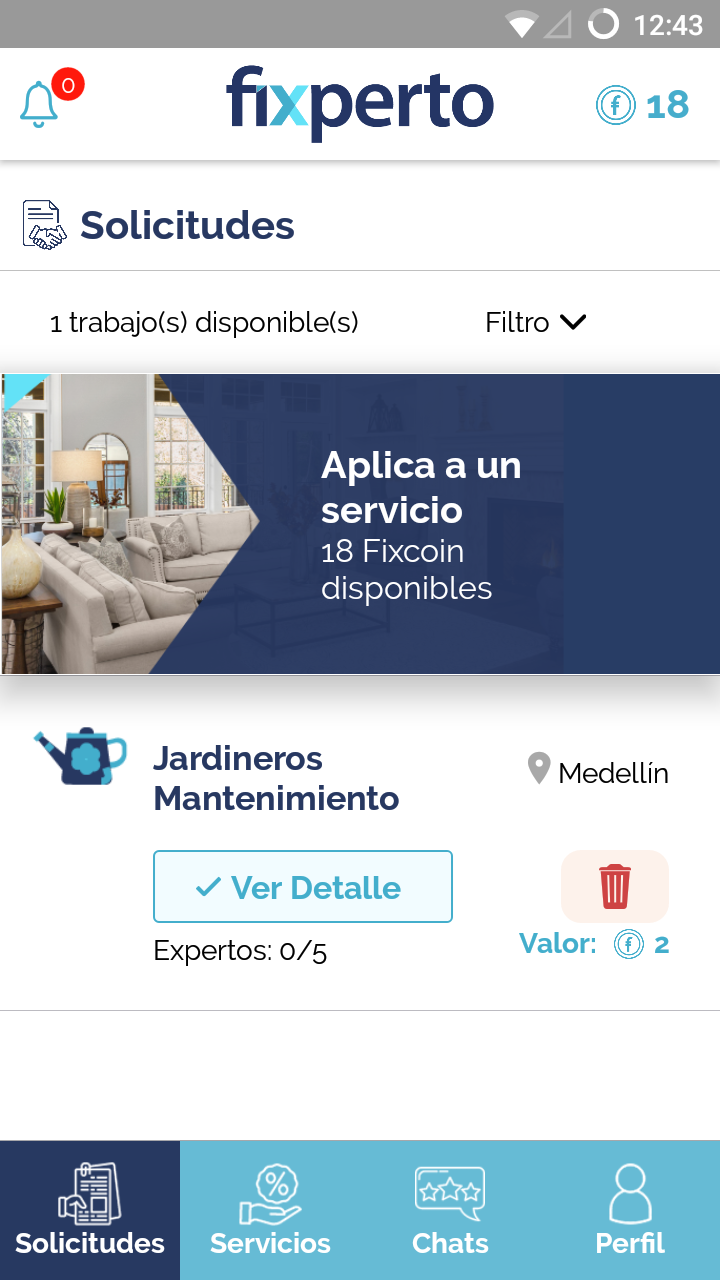 12:43
0
fixperto
18
Solicitudes
1 trabajo(s) disponible(s)
Filtro
Aplica a un
servicio
18 Fixcoin
disponibles
Jardineros
Mantenimiento
Medellín
Ver Detalle
Expertos: 0/5
Valor: f 2
Solicitudes
Servicios
Chats
Perfil